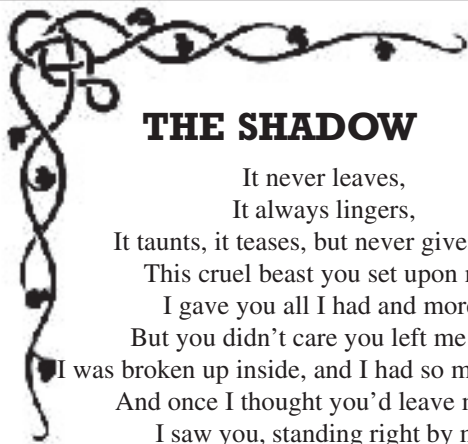 THE SHADOW
It never leaves,
It always lingers,
It taunts, it teases, but never give
This cruel beast you set upon
I gave you all I had and more
But you didn’t care you left me
I was broken up inside, and I had so
And once I thought you’d leave
I saw you, standing right by